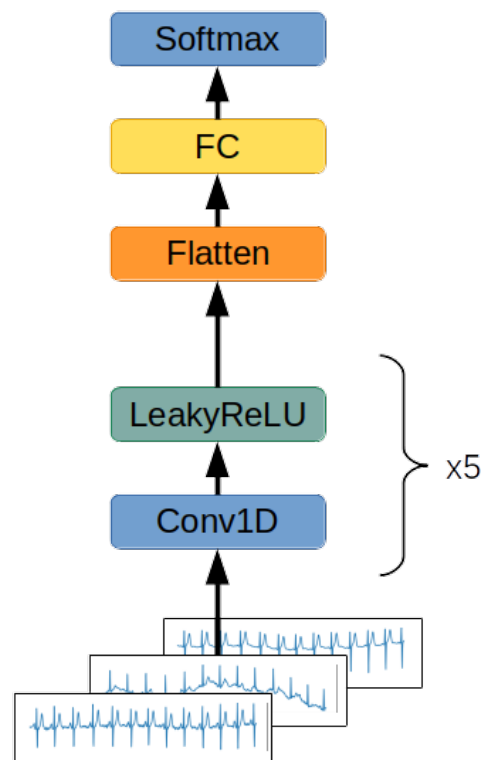 Softmax
FC
Flatten
LeakyReLU
x5
Conv1D